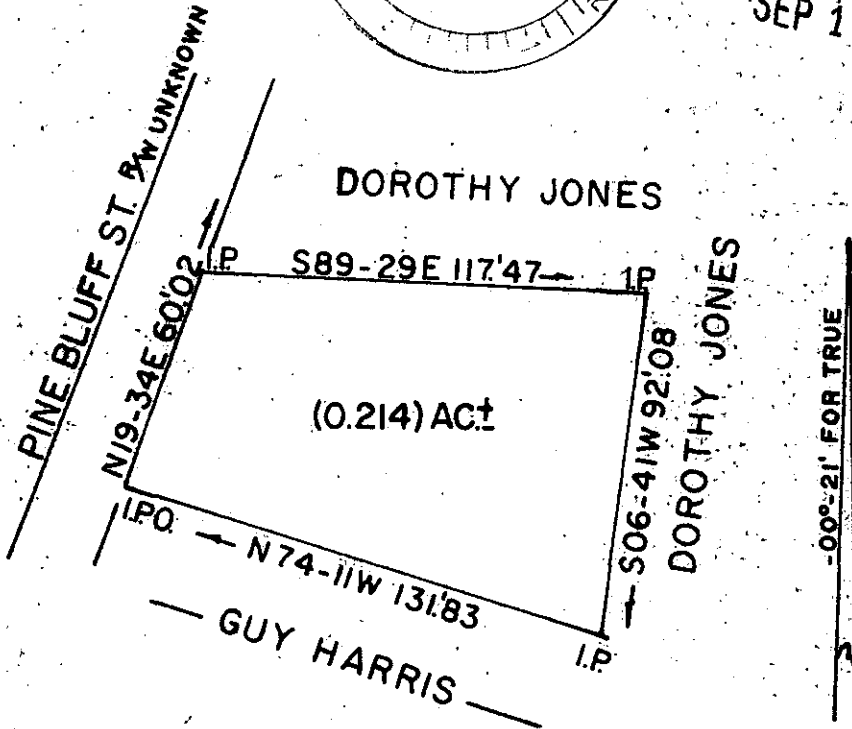 SEP 1
PINE BLUFF ST. R/W UNKNOWN
DOROTHY JONES
I.P.
S89-29E 117.'47
I.P
N19-34E 60.'02
(0.214) AC.±
S06-41W 92.'08
DOROTHY JONES
-00°-21' FOR TRUE
I.P.O.
N 74-11W 131.'83
I.P.
GUY HARRIS